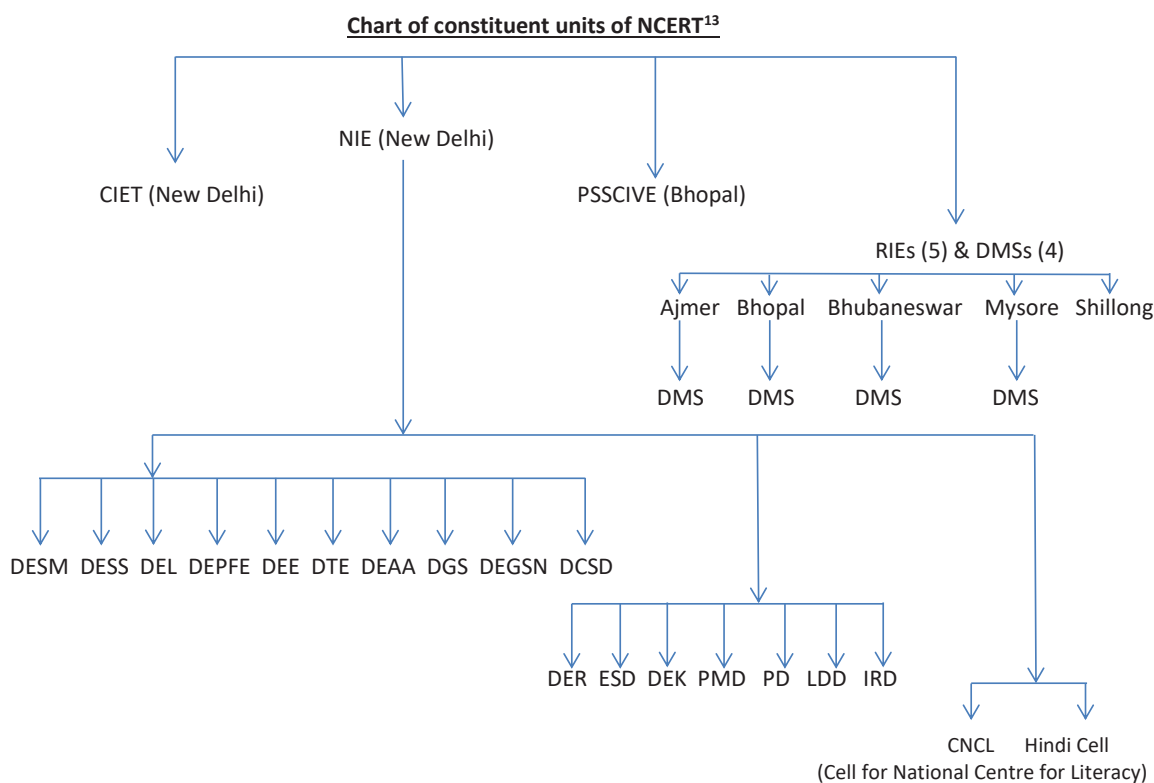 Chart of constituent units of NCERT13
NIE (New Delhi)
CIET (New Delhi) PSSCIVE (Bhopal)
RIEs (5) & DMSs (4)
Ajmer Bhopal Bhubaneswar Mysore Shillong
DMS DMS DMS DMS
DESM DESS DEL DEPFE DEE DTE DEAA DGS DEGSN DCSD
DER ESD DEK PMD PD LDD IRD
CNCL Hindi Cell
(Cell for National Centre for Literacy)